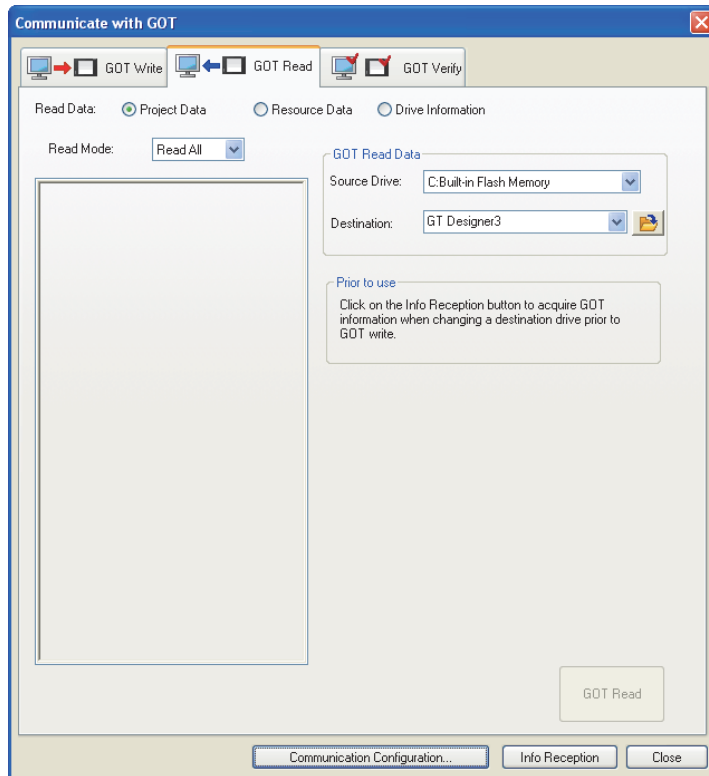 Communicate with GOT
GOT Write
GOT Read
GOT Verify
Read Data: Project Data Resource Data Drive Information
Read Mode: Read All
GOT Read Data
Source Drive: C:Built-in Flash Memory
Destination: GT Designer3
Prior to use
Click on the Info Reception button to acquire GOT
information when changing a destination drive prior to
GOT write.
GOT Read
Communication Configuration... Info Reception Close